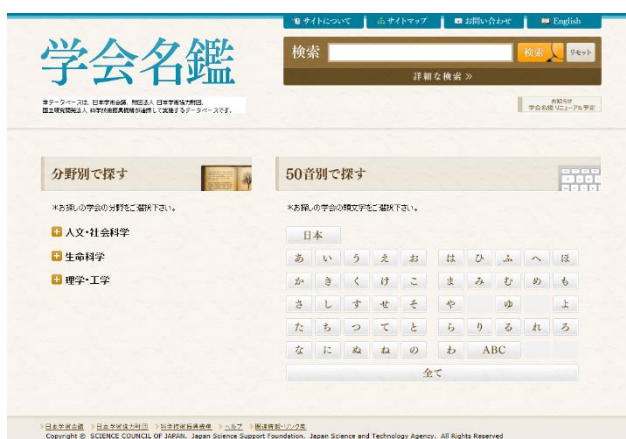 サイトについて サイトマップ お問い合わせ English
学会名鑑
検索 検索 リセット
詳細な検索 »
本データベースは、日本学術会議、財団法人 日本学術協力財団、
国立研究開発法人 科学技術振興機構が連携して実施するデータベースです。
お知らせ
学会名鑑リニューアル予定
分野別で探す
※お探しの学会の分野をご選択下さい。
人文・社会科学
生命科学
理学・工学
50音別で探す
※お探しの学会の頭文字をご選択下さい。
日本
あ い う え お は ひ ふ へ ほ
か き く け こ ま み む め も
さ し す せ そ や ゆ よ
た ち つ て と ら り る れ ろ
な に ぬ ね の わ ABC
全て
日本学術会議 日本学術協力財団 科学技術振興機構 ヘルプ 関連情報・リンク集
Copyright © SCIENCE COUNCIL OF JAPAN, Japan Science Support Foundation, Japan Science and Technology Agency, All Rights Reserved